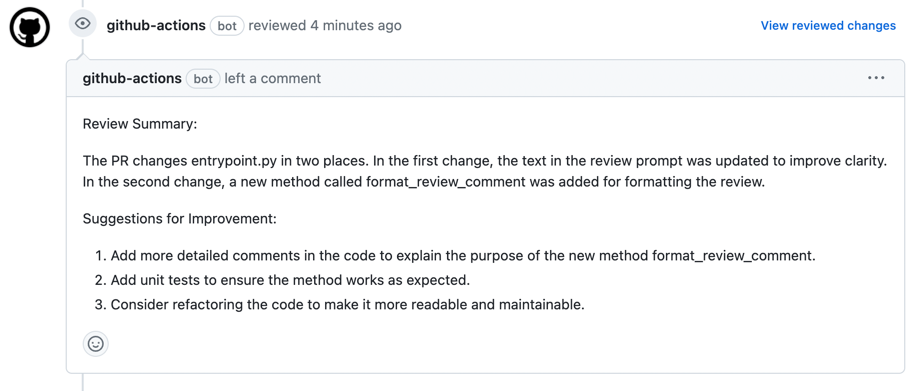 github-actions bot reviewed 4 minutes ago View reviewed changes
github-actions bot left a comment ...
Review Summary:
The PR changes entrypoint.py in two places. In the first change, the text in the review prompt was updated to improve clarity.
In the second change, a new method called format_review_comment was added for formatting the review.
Suggestions for Improvement:
1. Add more detailed comments in the code to explain the purpose of the new method format_review_comment.
2. Add unit tests to ensure the method works as expected.
3. Consider refactoring the code to make it more readable and maintainable.